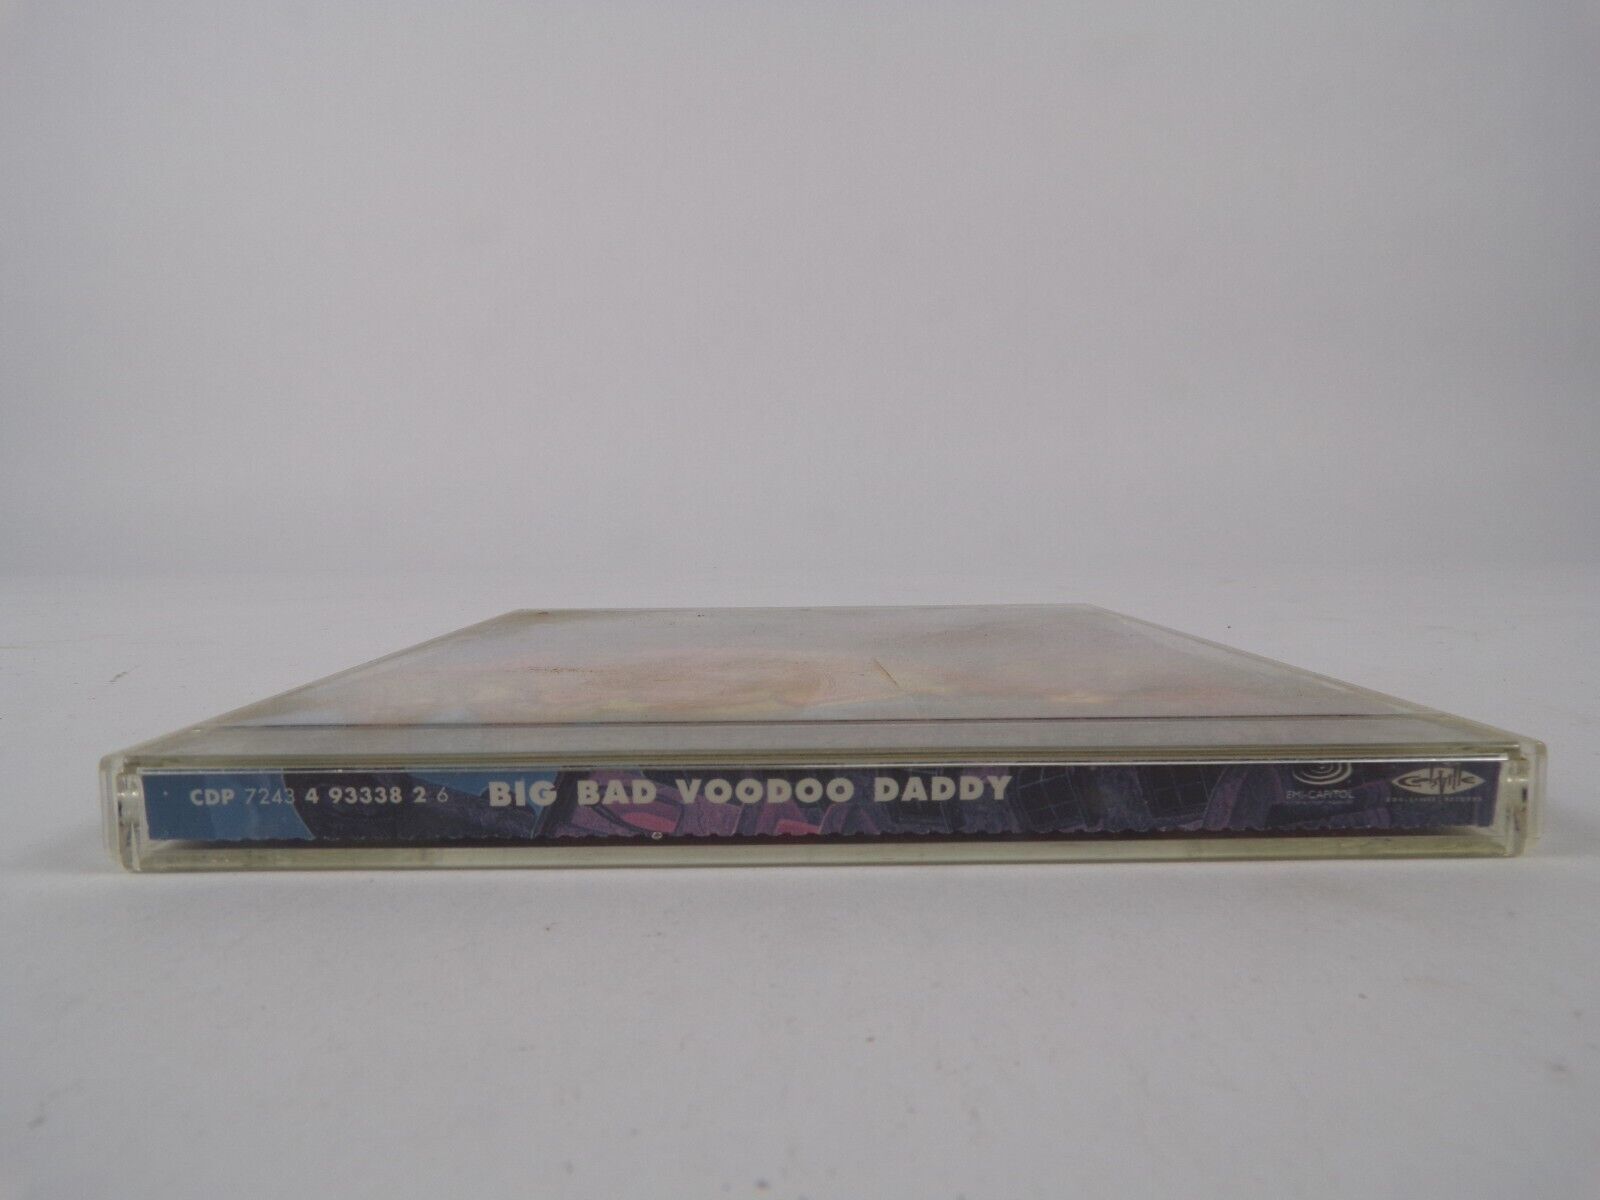 CDP 7243 4 93338 2 6 BIG BAD VOODOO DADDY
EMI-CAPITOL